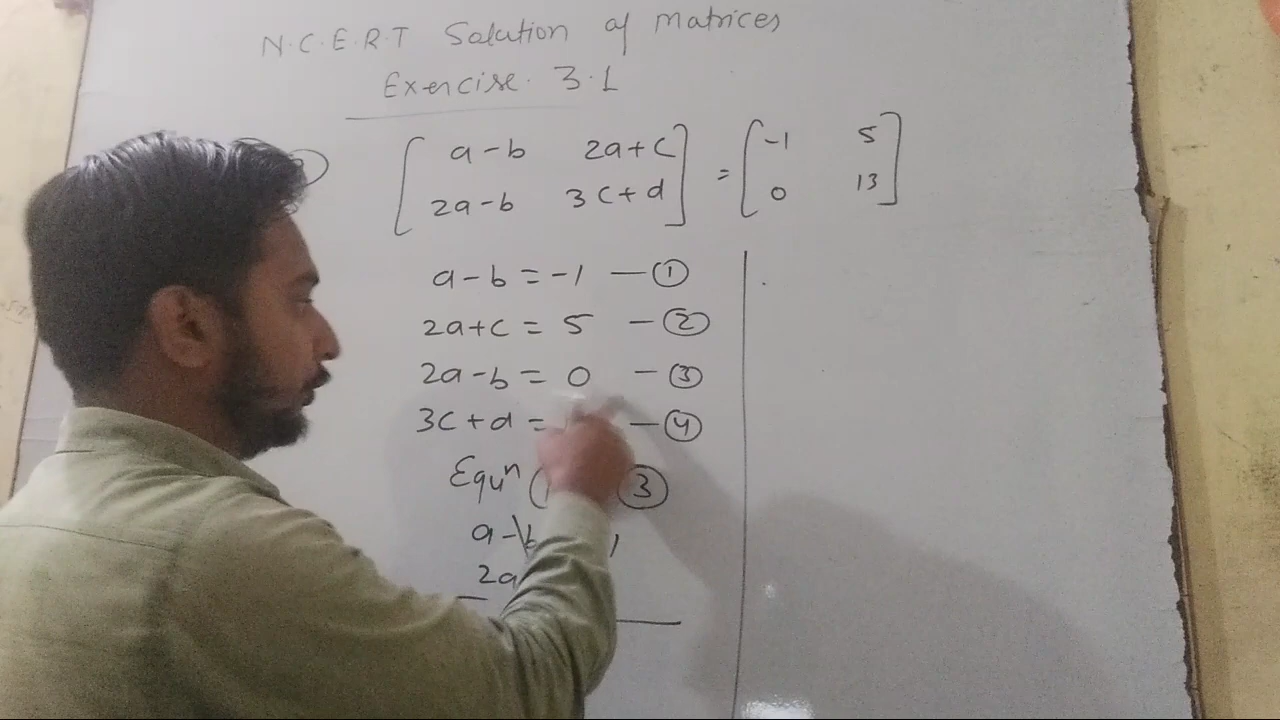 N.C.E.R.T Solution of Matrices
Exercise 3.1
[ a-b 2a+c ] = [ -1 5 ]
[ 2a-b 3c+d ] [ 0 13 ]
a-b = -1 — ①
2a+c = 5 — ②
2a-b = 0 — ③
3c+d = — ④
Equⁿ ③
a-b
2a